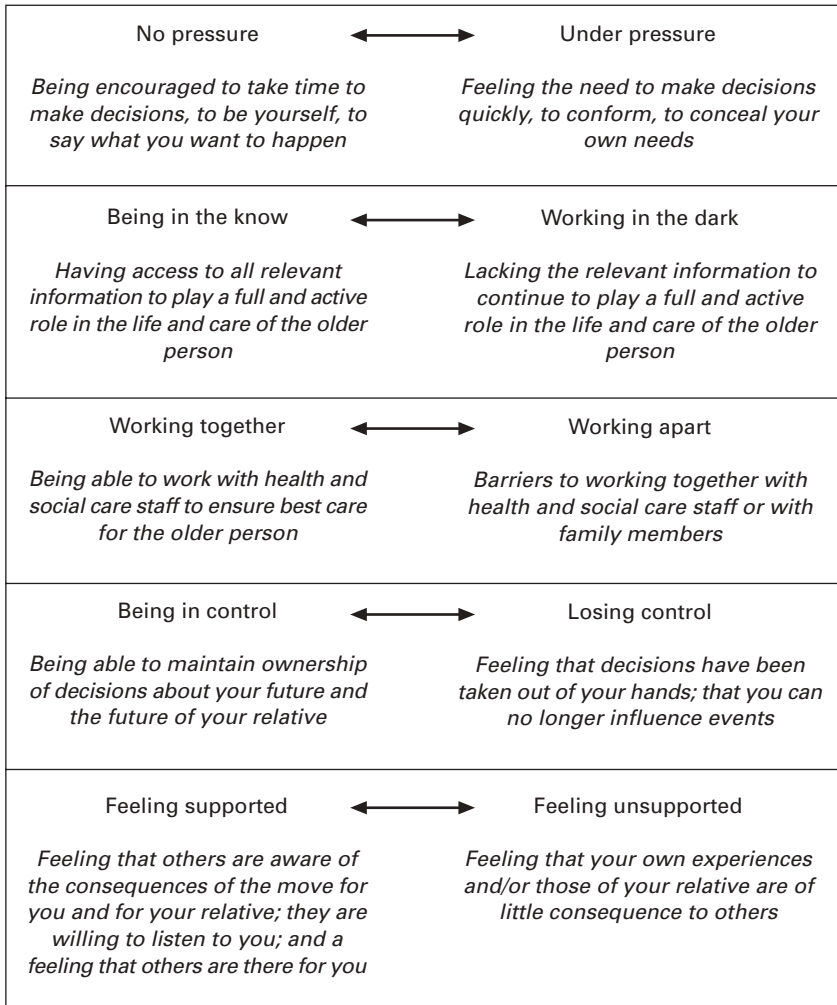 No pressure
Under pressure
Being encouraged to take time to
make decisions, to be yourself, to
say what you want to happen
Feeling the need to make decisions
quickly, to conform, to conceal your
own needs
Being in the know
Working in the dark
Having access to all relevant
information to play a full and active
role in the life and care of the older
person
Lacking the relevant information to
continue to play a full and active
role in the life and care of the older
person
Working together
Working apart
Being able to work with health and
social care staff to ensure best care
for the older person
Barriers to working together with
health and social care staff or with
family members
Being in control
Losing control
Being able to maintain ownership
of decisions about your future and
the future of your relative
Feeling that decisions have been
taken out of your hands; that you can
no longer influence events
Feeling supported
Feeling unsupported
Feeling that others are aware of
the consequences of the move for
you and for your relative; they are
willing to listen to you; and a
feeling that others are there for you
Feeling that your own experiences
and/or those of your relative are of
little consequence to others